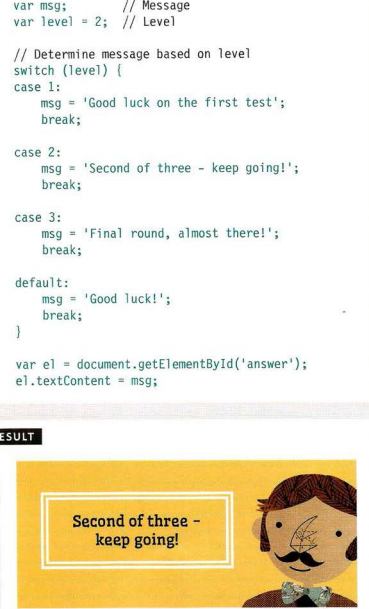 var msg; // Message
var level = 2; // Level
// Determine message based on level
switch (level) {
case 1:
msg = 'Good luck on the first test';
break;
case 2:
msg = 'Second of three – keep going!';
break;
case 3:
msg = 'Final round, almost there!';
break;
default:
msg = 'Good luck!';
break;
}
var el = document.getElementById('answer');
el.textContent = msg;
ESULT
Second of three –
keep going!